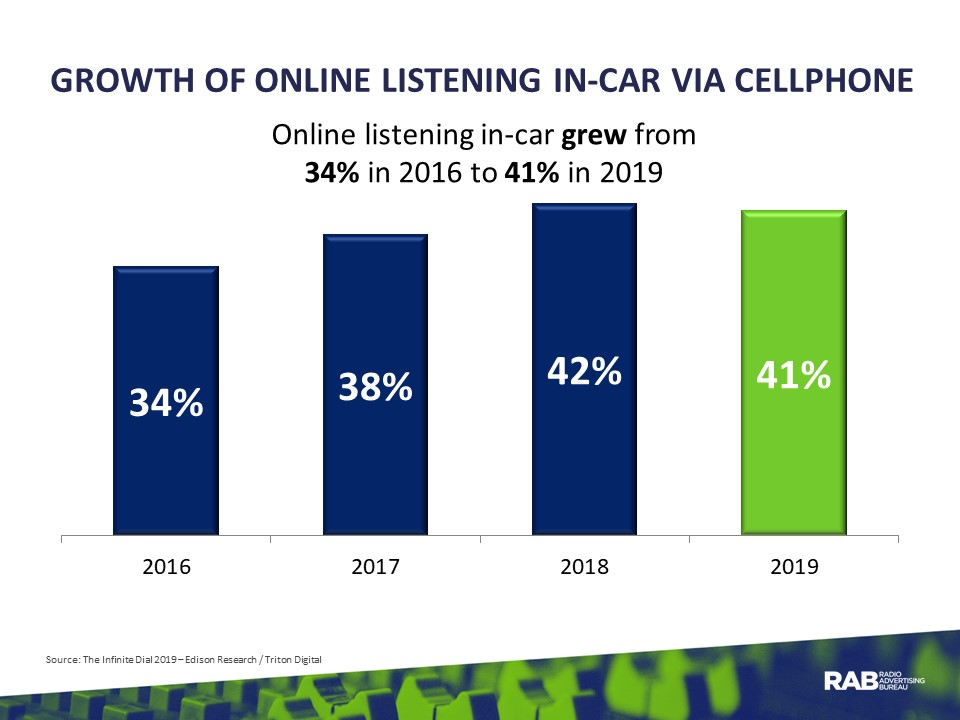 GROWTH OF ONLINE LISTENING IN-CAR VIA CELLPHONE
Online listening in-car grew from
34% in 2016 to 41% in 2019
34%
38%
42%
41%
2016
2017
2018
2019
Source: The Infinite Dial 2019 – Edison Research / Triton Digital
RAB RADIO
ADVERTISING
BUREAU